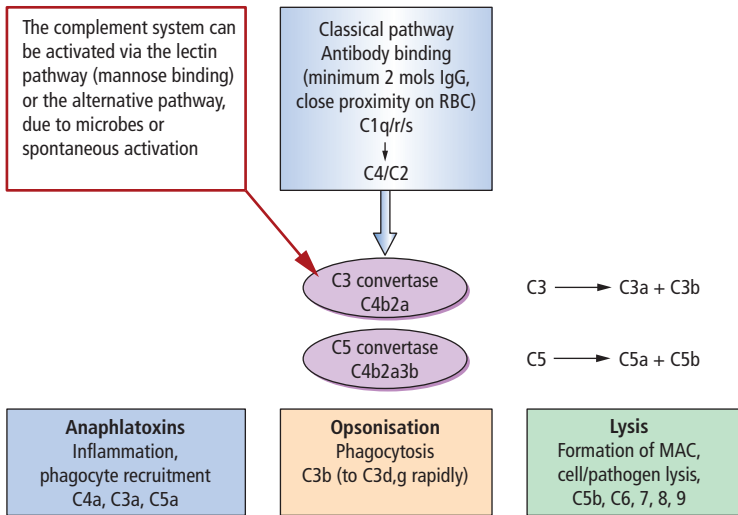 The complement system can
be activated via the lectin
pathway (mannose binding)
or the alternative pathway,
due to microbes or
spontaneous activation
Classical pathway
Antibody binding
(minimum 2 mols IgG,
close proximity on RBC)
C1q/r/s
C4/C2
C3 convertase
C4b2a
C3 → C3a + C3b
C5 convertase
C4b2a3b
C5 → C5a + C5b
Anaphlatoxins
Inflammation,
phagocyte recruitment
C4a, C3a, C5a
Opsonisation
Phagocytosis
C3b (to C3d,g rapidly)
Lysis
Formation of MAC,
cell/pathogen lysis,
C5b, C6, 7, 8, 9